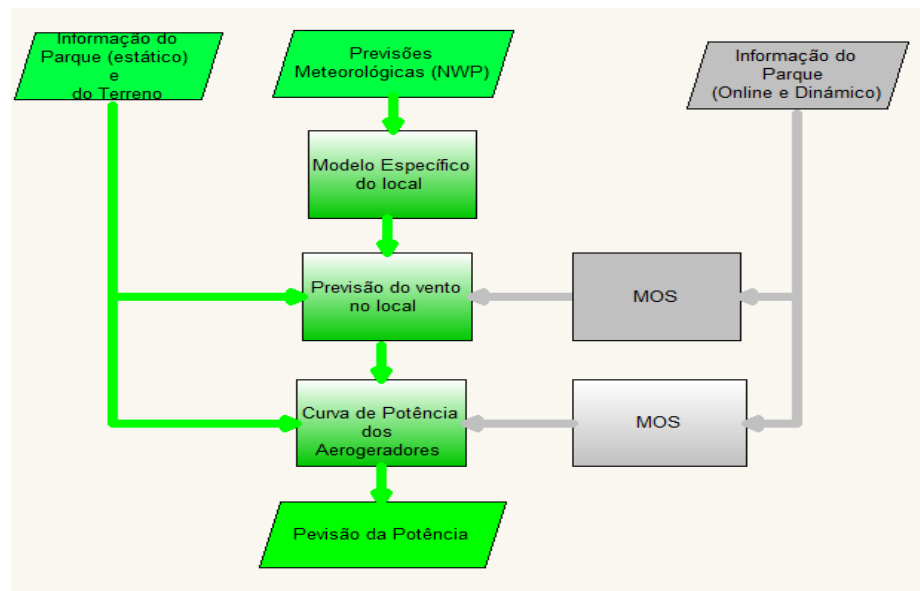 Informação do
Parque (estático)
e
do Terreno
Previsões
Meteorológicas (NWP)
Informação do
Parque
(Online e Dinámico)
Modelo Específico
do local
Previsão do vento
no local
MOS
Curva de Potência
dos
Aerogeradores
MOS
Pevisão da Potência